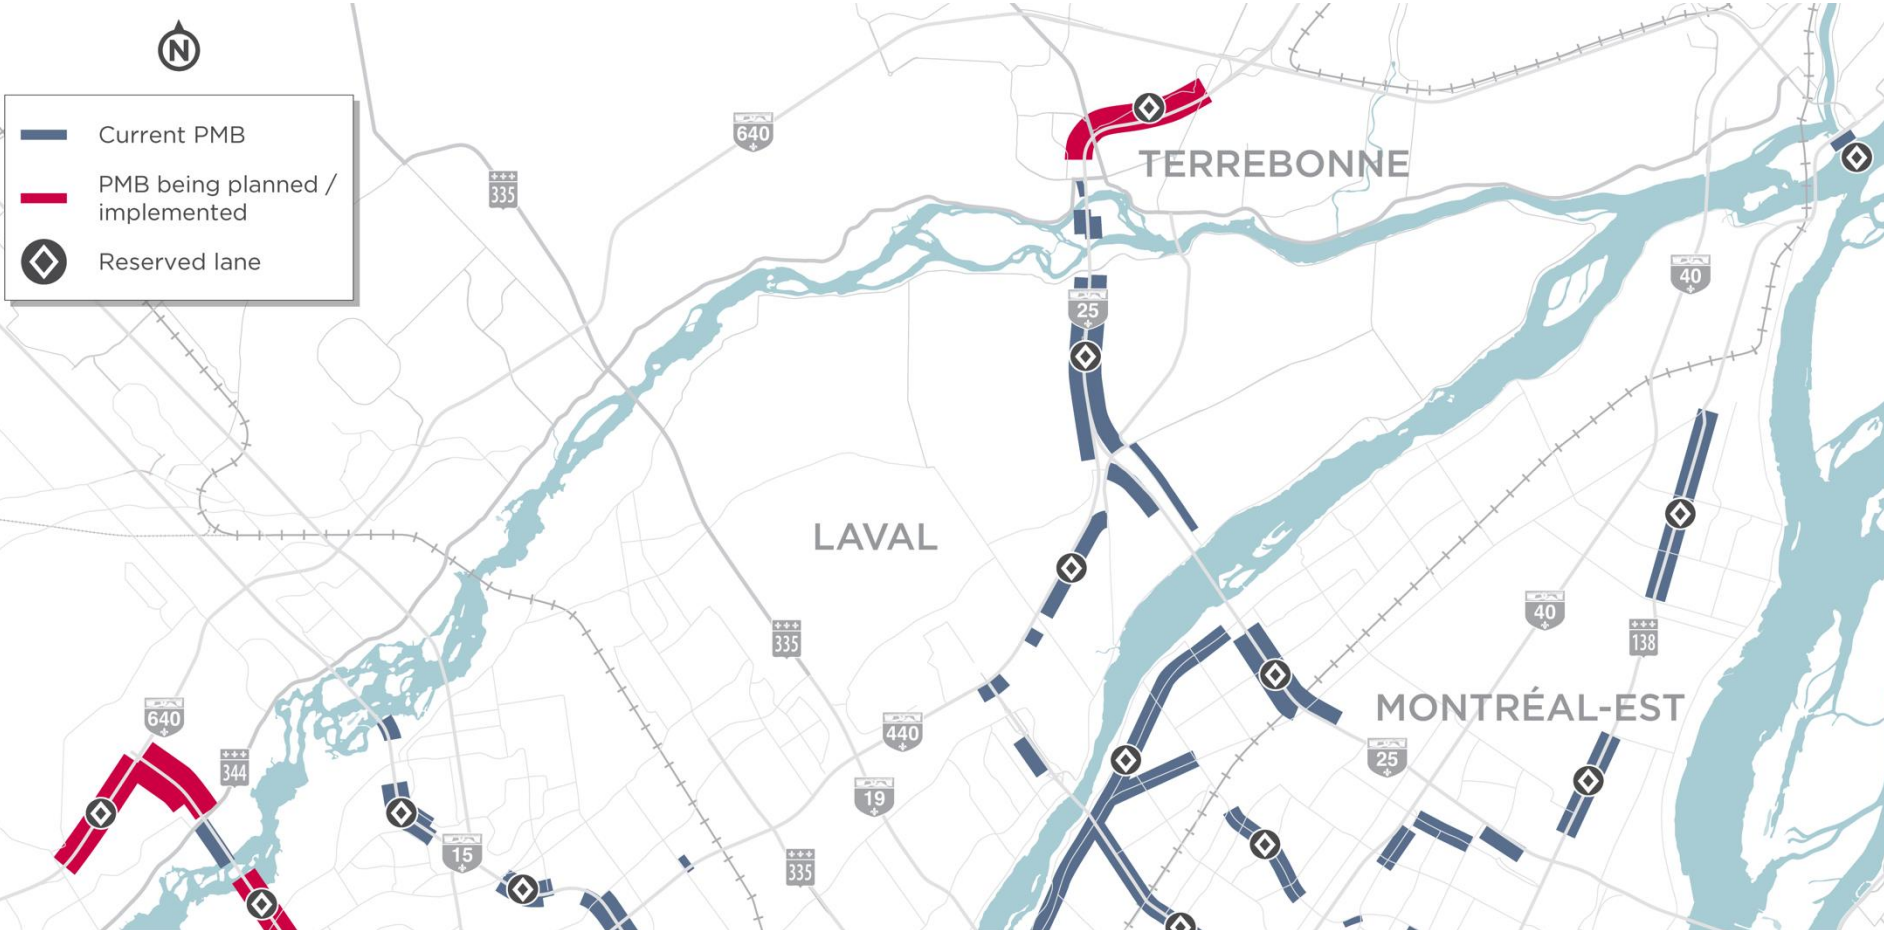 N
Current PMB
PMB being planned /
implemented
Reserved lane
640
335
TERREBONNE
40
25
LAVAL
40
138
335
640
MONTRÉAL-EST
440
344
25
19
15
335